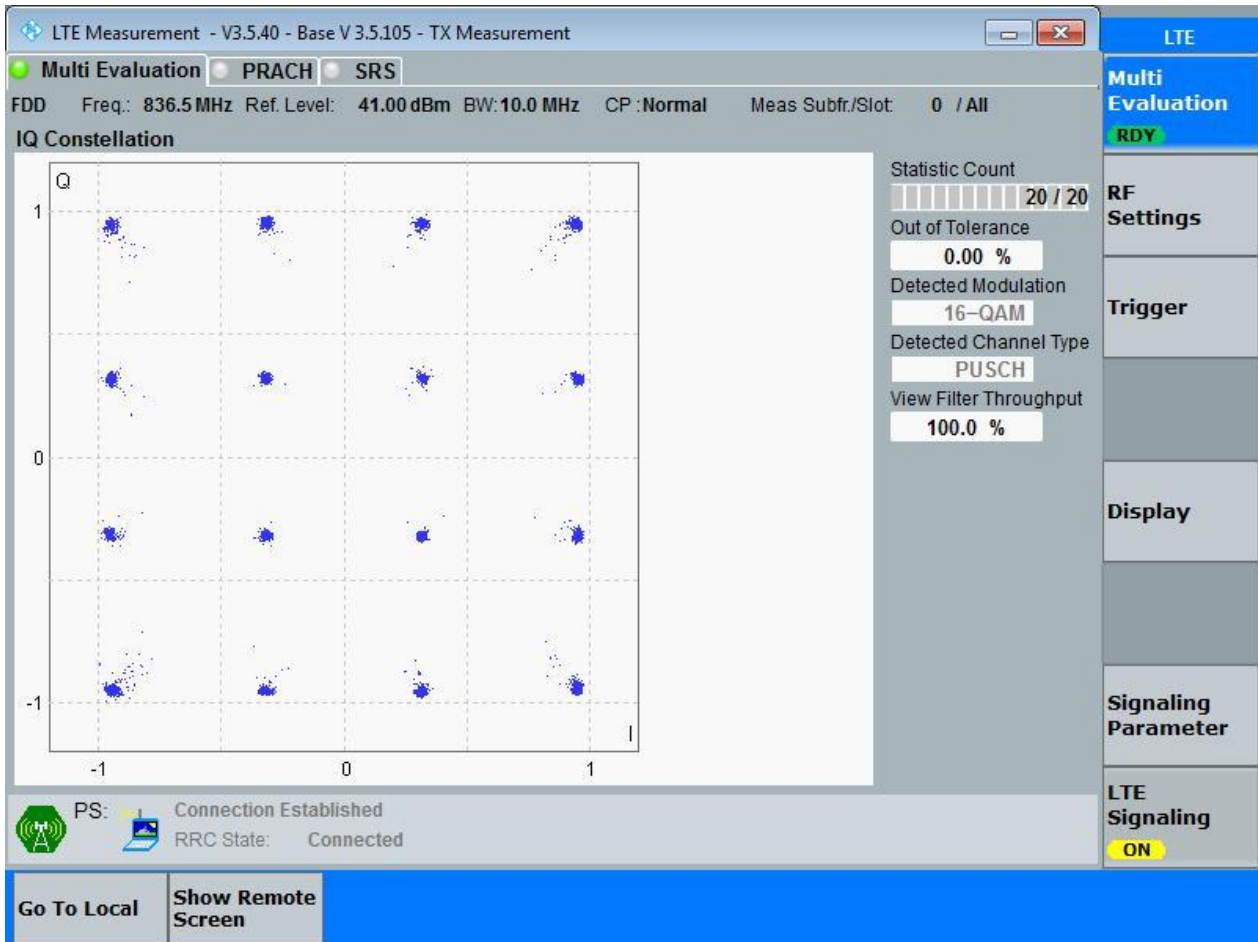 LTE Measurement - V3.5.40 - Base V 3.5.105 - TX Measurement
LTE
Multi Evaluation PRACH SRS
Multi
Evaluation
RDY
FDD Freq.: 836.5 MHz Ref. Level: 41.00 dBm BW: 10.0 MHz CP : Normal Meas Subfr./Slot: 0 / All
IQ Constellation
Q
1
0
-1
I
-1 0 1
Statistic Count
20 / 20
Out of Tolerance
0.00 %
Detected Modulation
16-QAM
Detected Channel Type
PUSCH
View Filter Throughput
100.0 %
RF
Settings
Trigger
Display
Signaling
Parameter
LTE
Signaling
ON
PS: Connection Established
RRC State: Connected
Go To Local
Show Remote
Screen